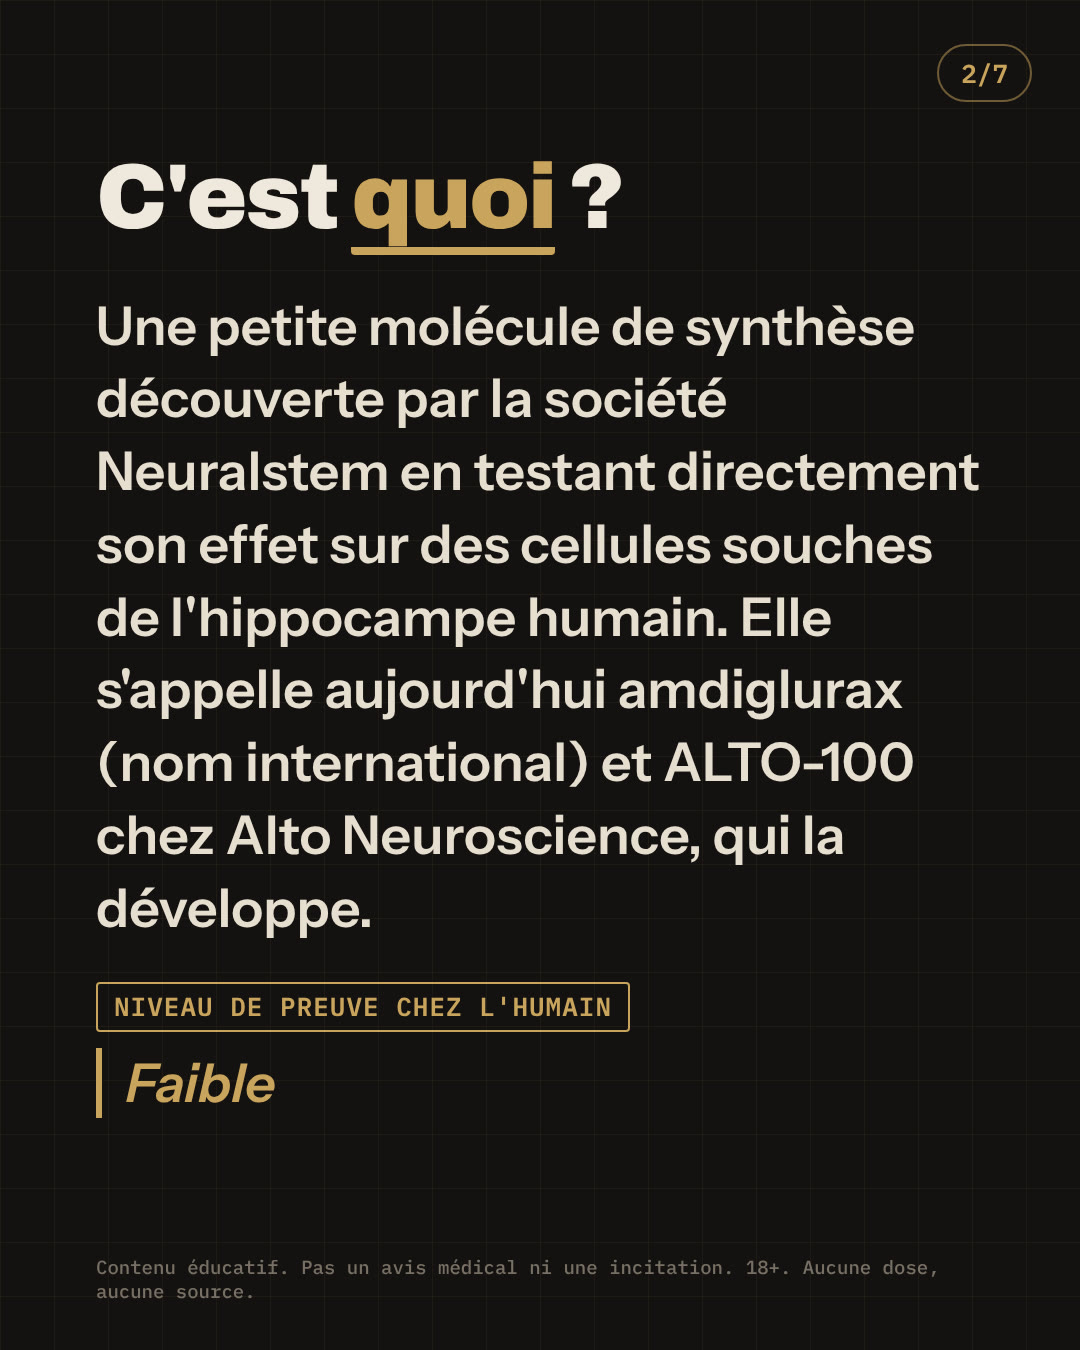 2/7
C'est quoi ?
Une petite molécule de synthèse
découverte par la société
Neuralstem en testant directement
son effet sur des cellules souches
de l'hippocampe humain. Elle
s'appelle aujourd'hui amdiglurax
(nom international) et ALTO-100
chez Alto Neuroscience, qui la
développe.
NIVEAU DE PREUVE CHEZ L'HUMAIN
Faible
Contenu éducatif. Pas un avis médical ni une incitation. 18+. Aucune dose,
aucune source.